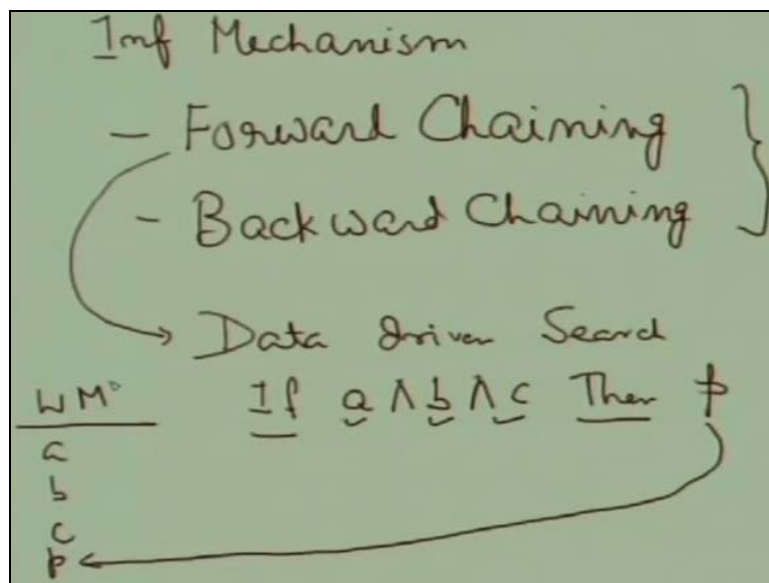 Inf Mechanism
- Forward Chaining
- Backward Chaining
Data driven Search
WM
If a ∧ b ∧ c Then p
a
b
c
p